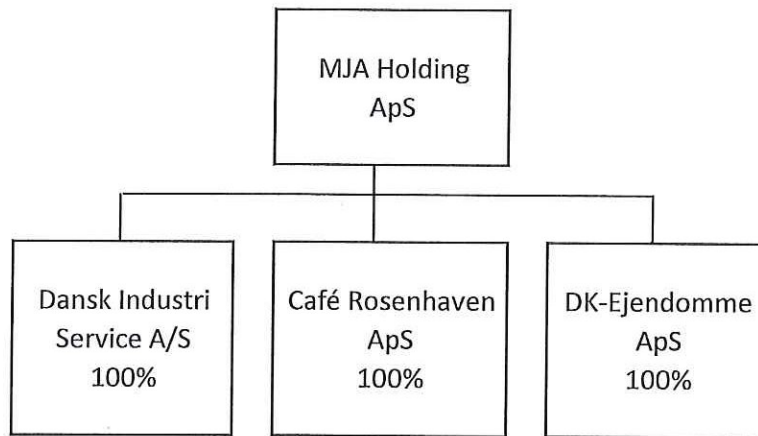 MJA Holding
ApS
Dansk Industri
Service A/S
100%
Café Rosenhaven
ApS
100%
DK-Ejendomme
ApS
100%